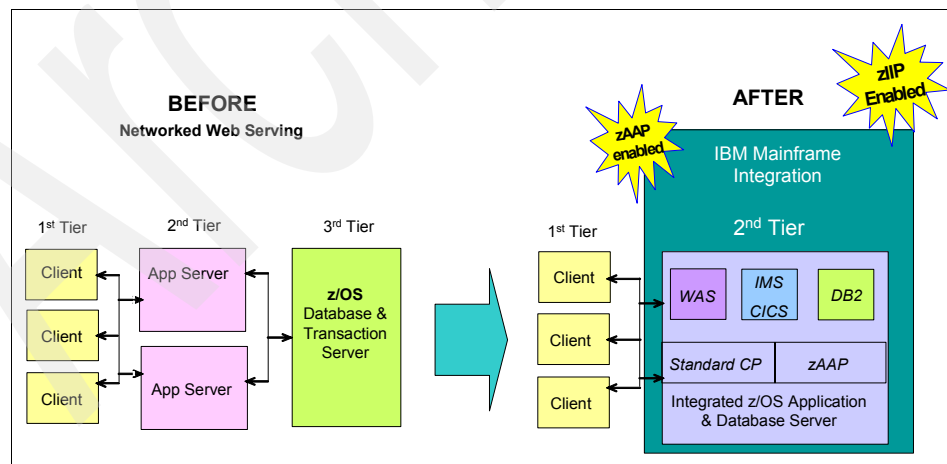 BEFORE
Networked Web Serving
1st Tier
2nd Tier
3rd Tier
Client
Client
Client
App Server
App Server
z/OS
Database &
Transaction
Server
AFTER
zAAP
enabled
zIIP
Enabled
IBM Mainframe
Integration
1st Tier
2nd Tier
Client
Client
Client
WAS
IMS
CICS
DB2
Standard CP
zAAP
Integrated z/OS Application
& Database Server